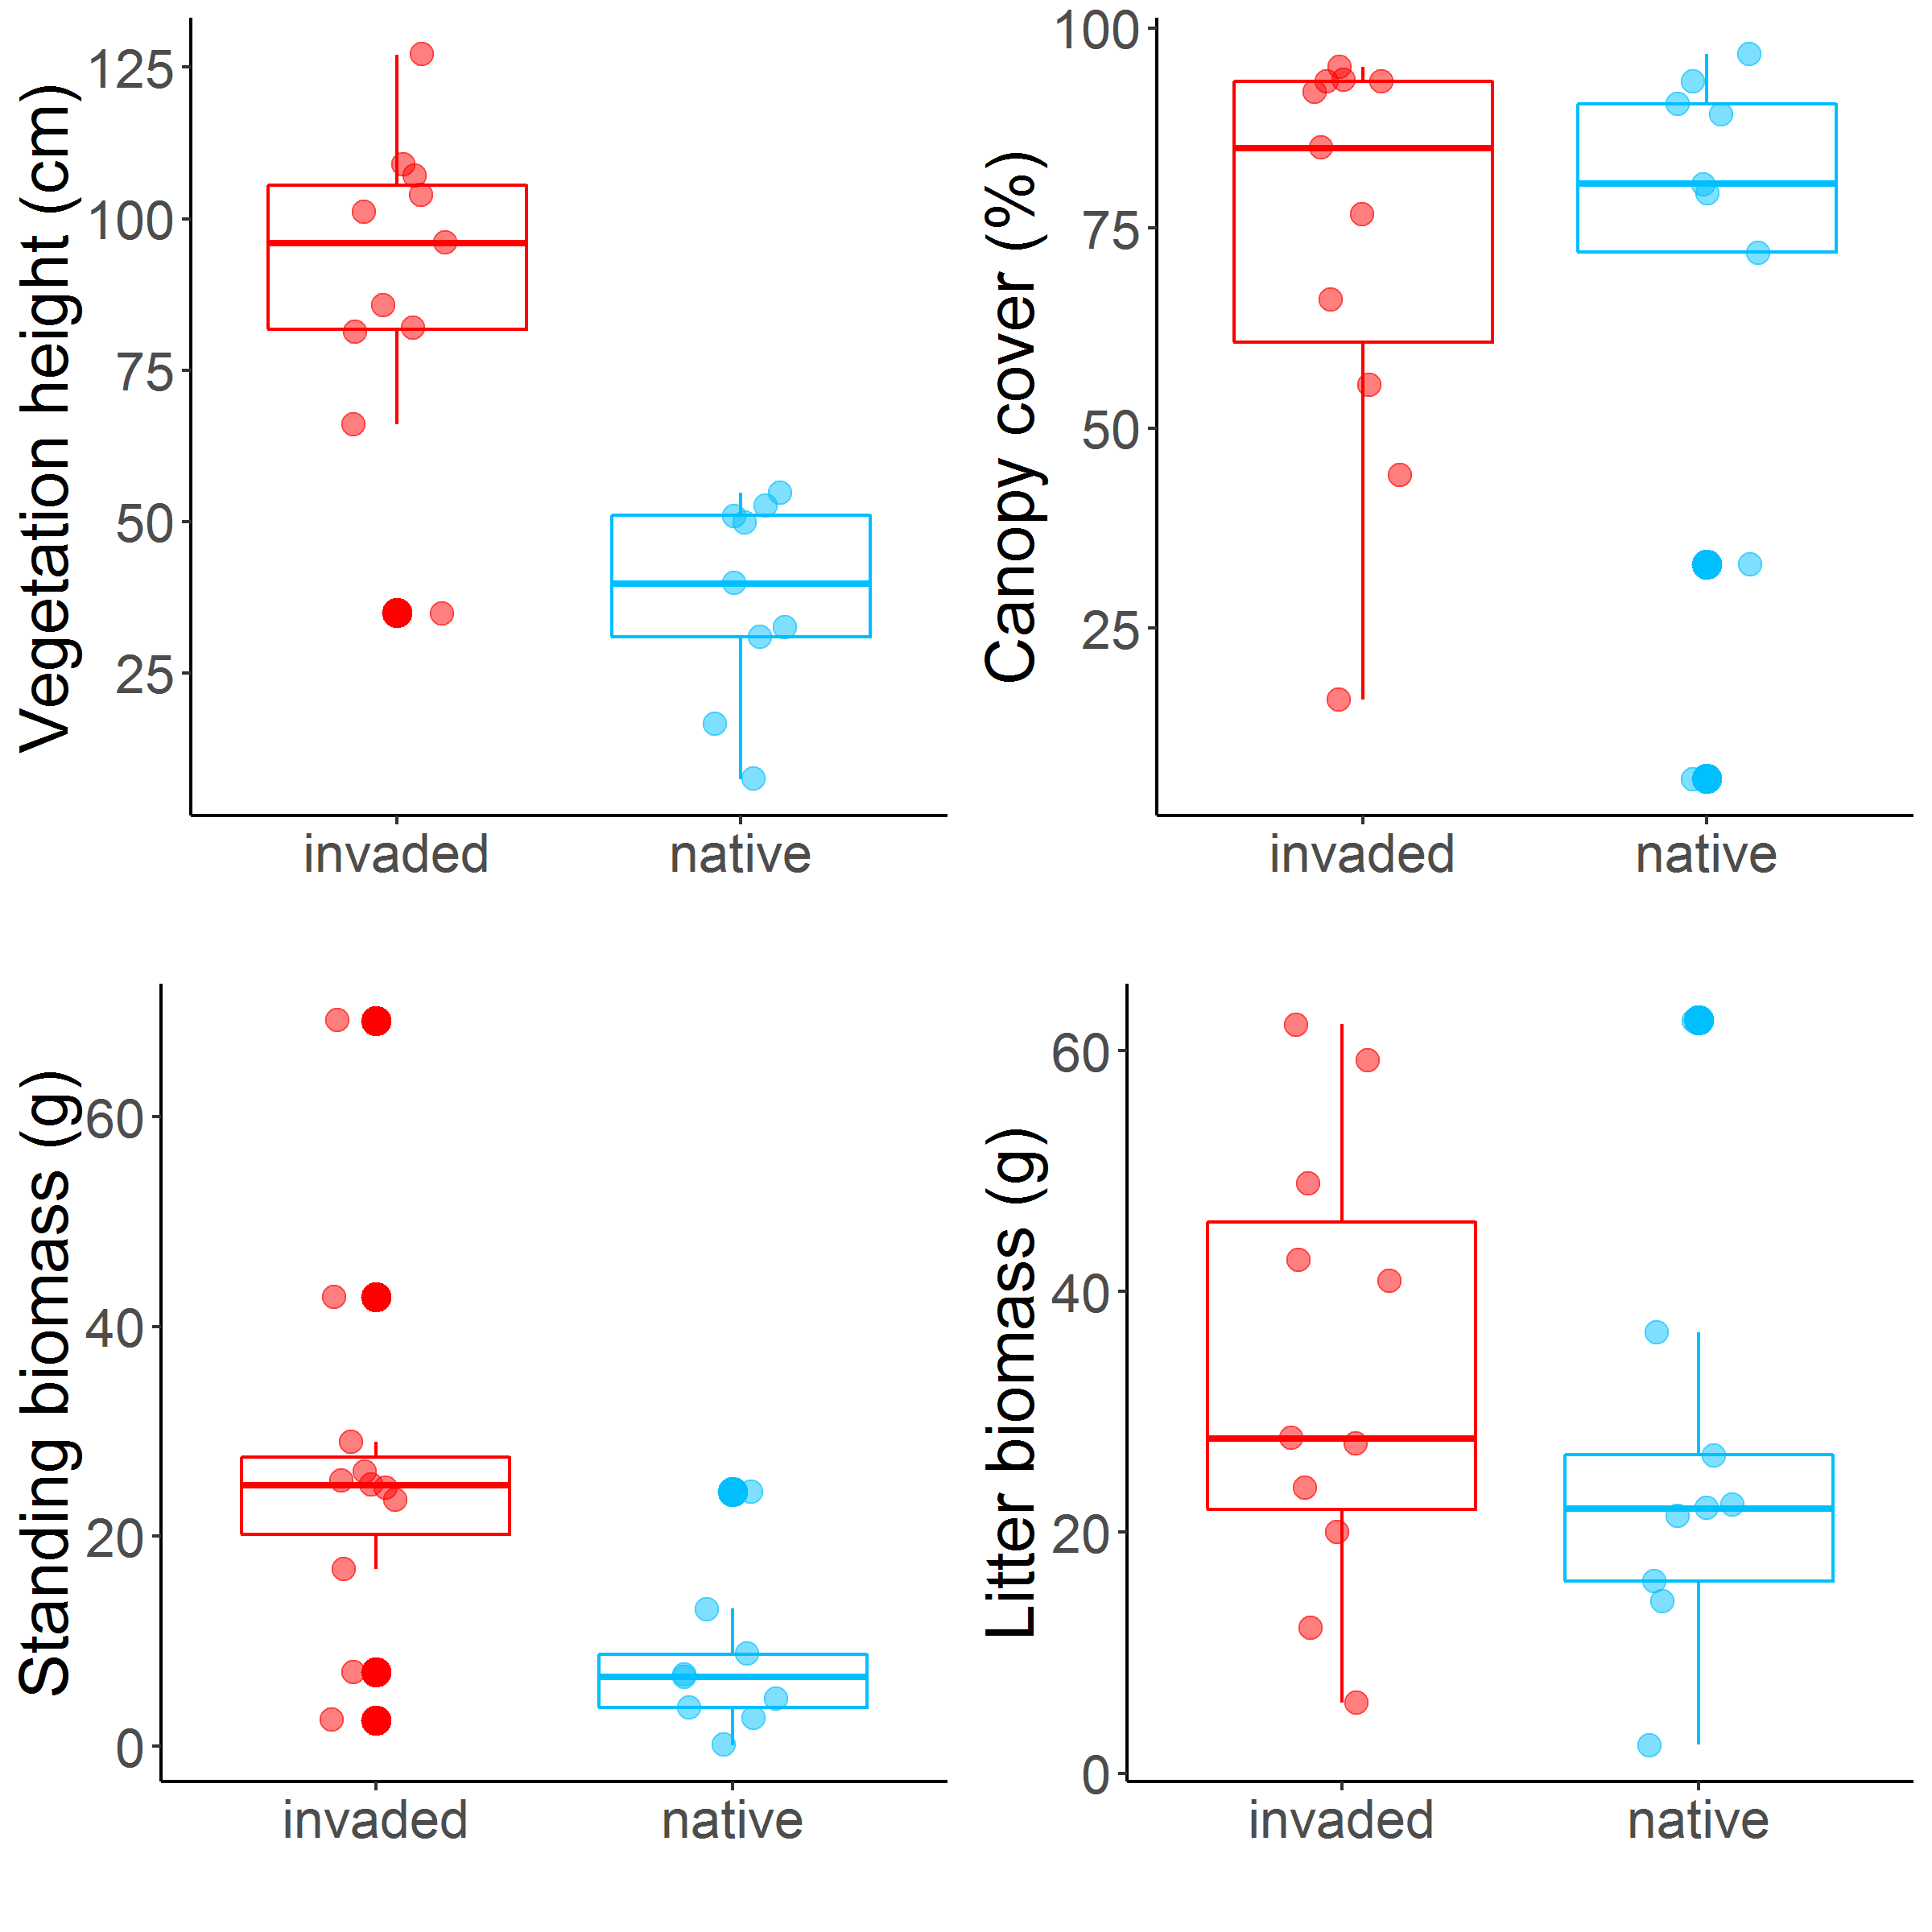 Vegetation height (cm)
125
100
75
50
25
invaded
native
Canopy cover (%)
100
75
50
25
invaded
native
Standing biomass (g)
60
40
20
0
invaded
native
Litter biomass (g)
60
40
20
0
invaded
native